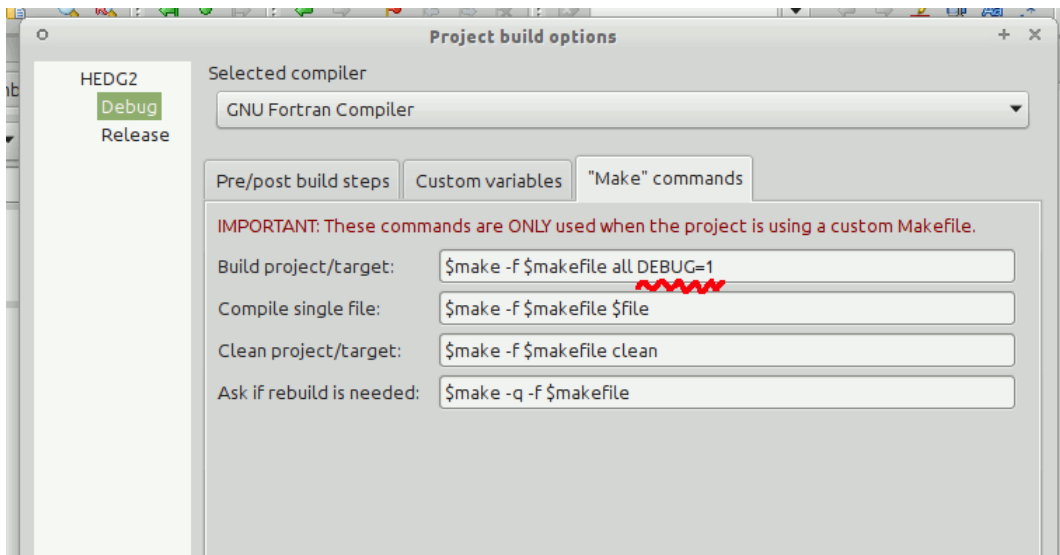 Project build options
HEDG2
Debug
Release
Selected compiler
GNU Fortran Compiler
Pre/post build steps
Custom variables
"Make" commands
IMPORTANT: These commands are ONLY used when the project is using a custom Makefile.
Build project/target: $make -f $makefile all DEBUG=1
Compile single file: $make -f $makefile $file
Clean project/target: $make -f $makefile clean
Ask if rebuild is needed: $make -q -f $makefile